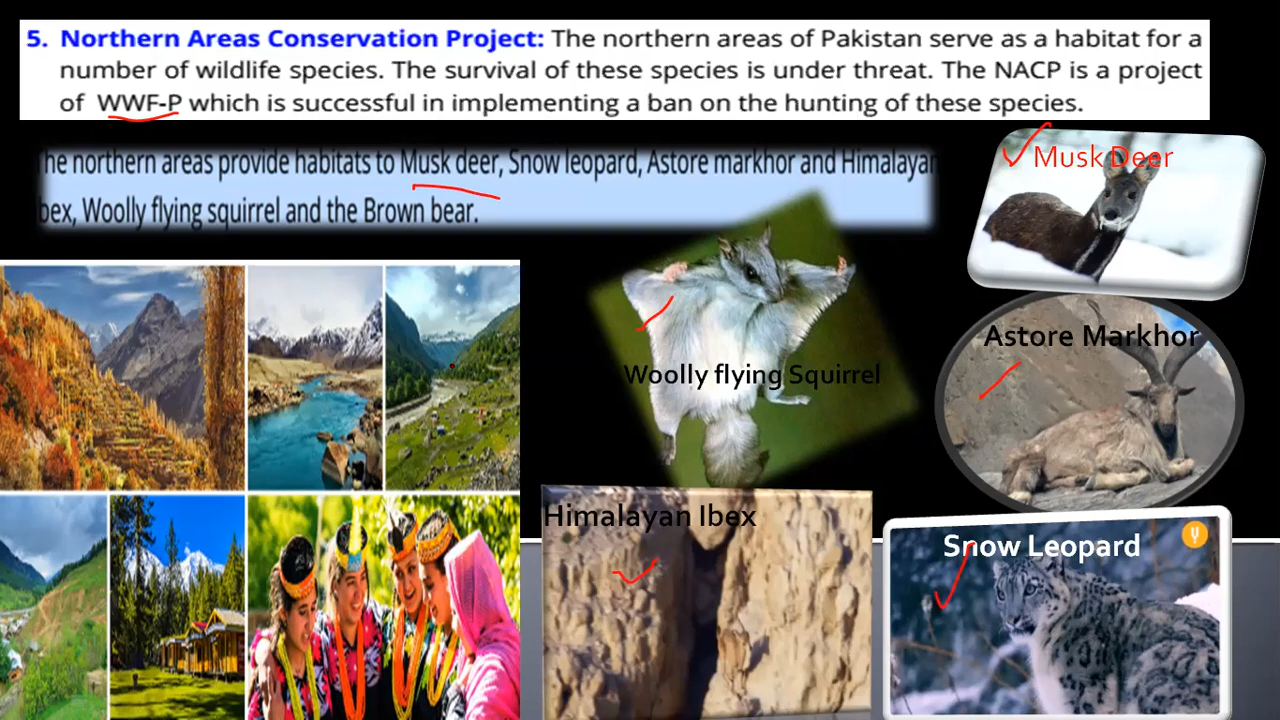 5. Northern Areas Conservation Project: The northern areas of Pakistan serve as a habitat for a
number of wildlife species. The survival of these species is under threat. The NACP is a project
of WWF-P which is successful in implementing a ban on the hunting of these species.
The northern areas provide habitats to Musk deer, Snow leopard, Astore markhor and Himalayan
bex, Woolly flying squirrel and the Brown bear.
Musk Deer
Astore Markhor
Woolly flying Squirrel
Himalayan Ibex
Snow Leopard